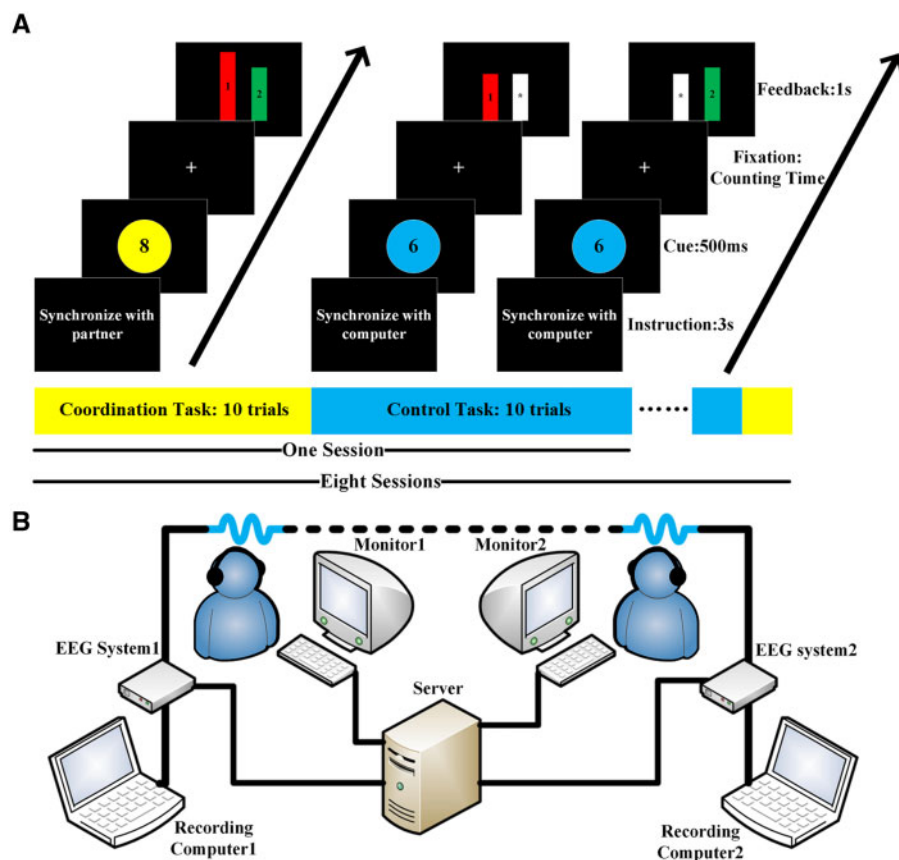 A
1
2
1
*
*
2
Feedback:1s
+
+
+
Fixation:
Counting Time
8
6
6
Cue:500ms
Synchronize with
partner
Synchronize with
computer
Synchronize with
computer
Instruction:3s
Coordination Task: 10 trials
Control Task: 10 trials
......
One Session
Eight Sessions
B
Monitor1
Monitor2
EEG System1
EEG system2
Server
Recording
Computer1
Recording
Computer2